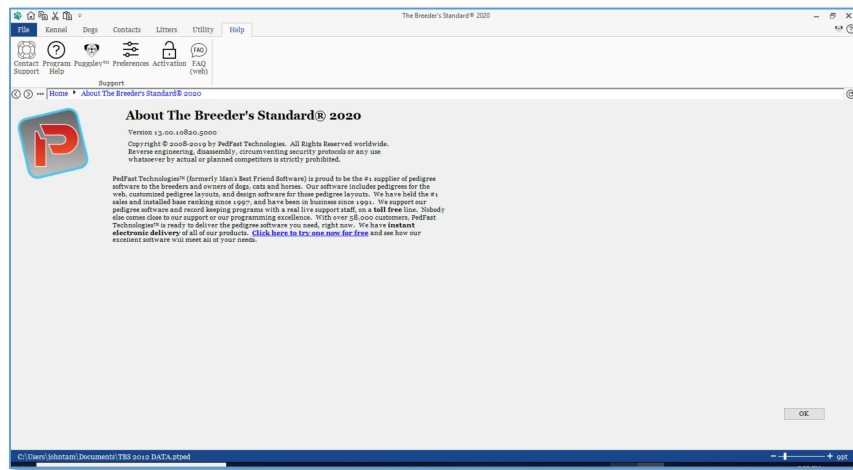 The Breeder's Standard® 2020
File Kennel Dogs Contacts Litters Utility Help
Contact Support
Program Help
Puggsley™
Preferences
Activation
FAQ
FAQ (web)
Support
Home
About The Breeder's Standard® 2020
About The Breeder's Standard® 2020
Version 13.00.10820.5000
Copyright © 2008-2019 by PedFast Technologies. All Rights Reserved worldwide.
Reverse engineering, disassembly, circumventing security protocols or any use
whatsoever by actual or planned competitors is strictly prohibited.
PedFast Technologies™ (formerly Man's Best Friend Software) is proud to be the #1 supplier of pedigree
software to the breeders and owners of dogs, cats and horses. Our software includes pedigrees for the
web, customized pedigree layouts, and design software for those pedigree layouts. We have held the #1
sales and installed base ranking since 1997, and have been in business since 1991. We support our
pedigree software and record keeping programs with a real live support staff, on a toll free line. Nobody
else comes close to our support or our programming excellence. With over 58,000 customers, PedFast
Technologies™ is ready to deliver the pedigree software you need, right now. We have instant
electronic delivery of all of our products. Click here to try one now for free and see how our
excellent software will meet all of your needs.
OK
C:\Users\johntam\Documents\TBS 2012 DATA.ptped
9pt